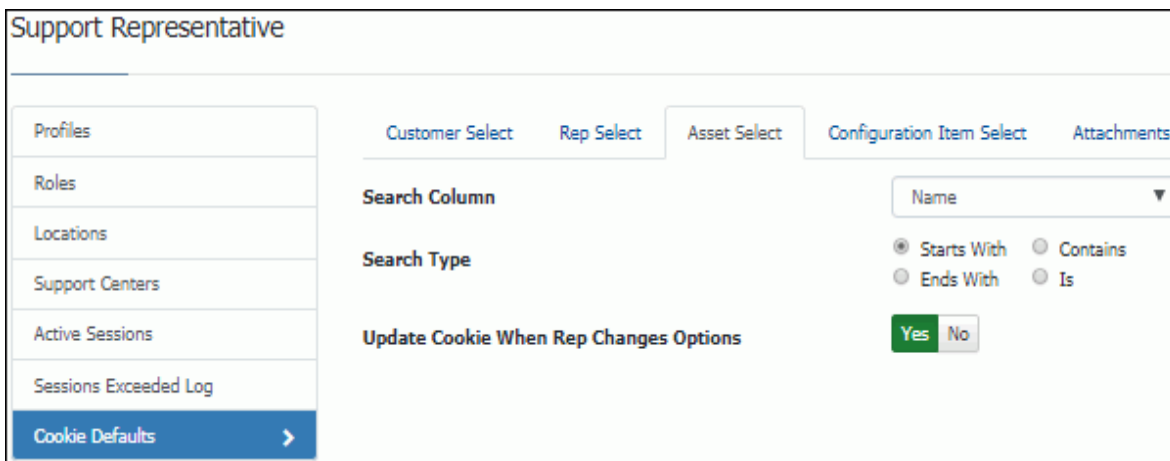 Support Representative
Profiles
Roles
Locations
Support Centers
Active Sessions
Sessions Exceeded Log
Cookie Defaults
Customer Select Rep Select Asset Select Configuration Item Select Attachments
Search Column Name
Search Type Starts With Contains
Ends With Is
Update Cookie When Rep Changes Options Yes No